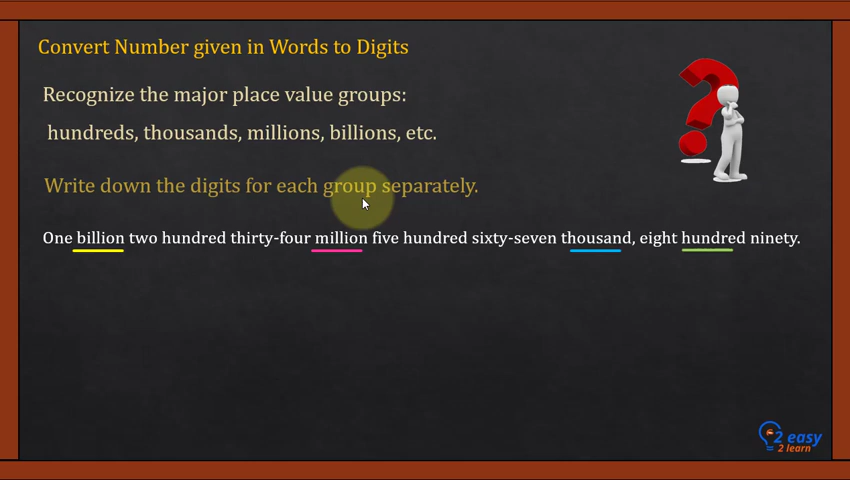 Convert Number given in Words to Digits
Recognize the major place value groups:
hundreds, thousands, millions, billions, etc.
Write down the digits for each group separately.
One billion two hundred thirty-four million five hundred sixty-seven thousand, eight hundred ninety.
2 easy
2 learn